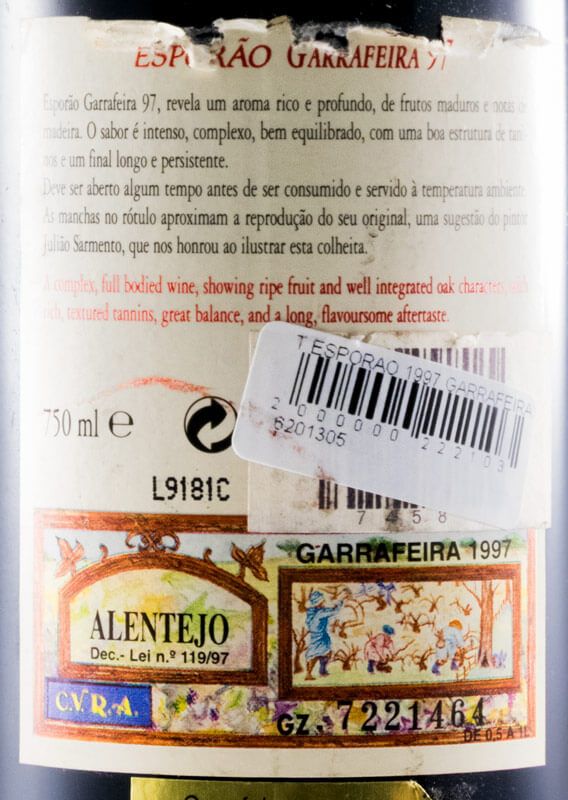 ESPORÃO GARRAFEIRA 97
Esporão Garrafeira 97, revela um aroma rico e profundo, de frutos maduros e notas
madeira. O sabor é intenso, complexo, bem equilibrado, com uma boa estrutura de tani-
nos e um final longo e persistente.
Deve ser aberto algum tempo antes de ser consumido e servido à temperatura ambiente.
As manchas no rótulo aproximam a reprodução do seu original, uma sugestão do pintor
Julião Sarmento, que nos honrou ao ilustrar esta colheita.
A complex, full bodied wine, showing ripe fruit and well integrated oak characters, with
rich, textured tannins, great balance, and a long, flavoursome aftertaste.
T.ESPORAO 1997 GARRAFEIRA
2 000000 222103
6201305
750 ml e
L9181C
7458
GARRAFEIRA 1997
ALENTEJO
Dec.- Lei n.º 119/97
C.V.R.A.
GZ. 7221464
DE 0,5 A 1L